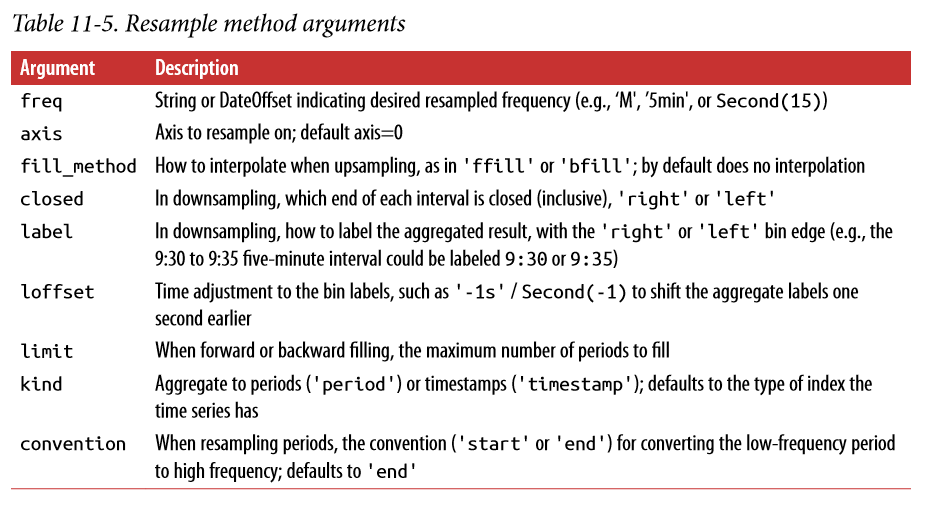 Table 11-5. Resample method arguments
Argument Description
freq String or DateOffset indicating desired resampled frequency (e.g., ‘M', ’5min', or Second(15))
axis Axis to resample on; default axis=0
fill_method How to interpolate when upsampling, as in 'ffill' or 'bfill'; by default does no interpolation
closed In downsampling, which end of each interval is closed (inclusive), 'right' or 'left'
label In downsampling, how to label the aggregated result, with the 'right' or 'left' bin edge (e.g., the
9:30 to 9:35 five-minute interval could be labeled 9:30 or 9:35)
loffset Time adjustment to the bin labels, such as '-1s' / Second(-1) to shift the aggregate labels one
second earlier
limit When forward or backward filling, the maximum number of periods to fill
kind Aggregate to periods ('period') or timestamps ('timestamp'); defaults to the type of index the
time series has
convention When resampling periods, the convention ('start' or 'end') for converting the low-frequency period
to high frequency; defaults to 'end'